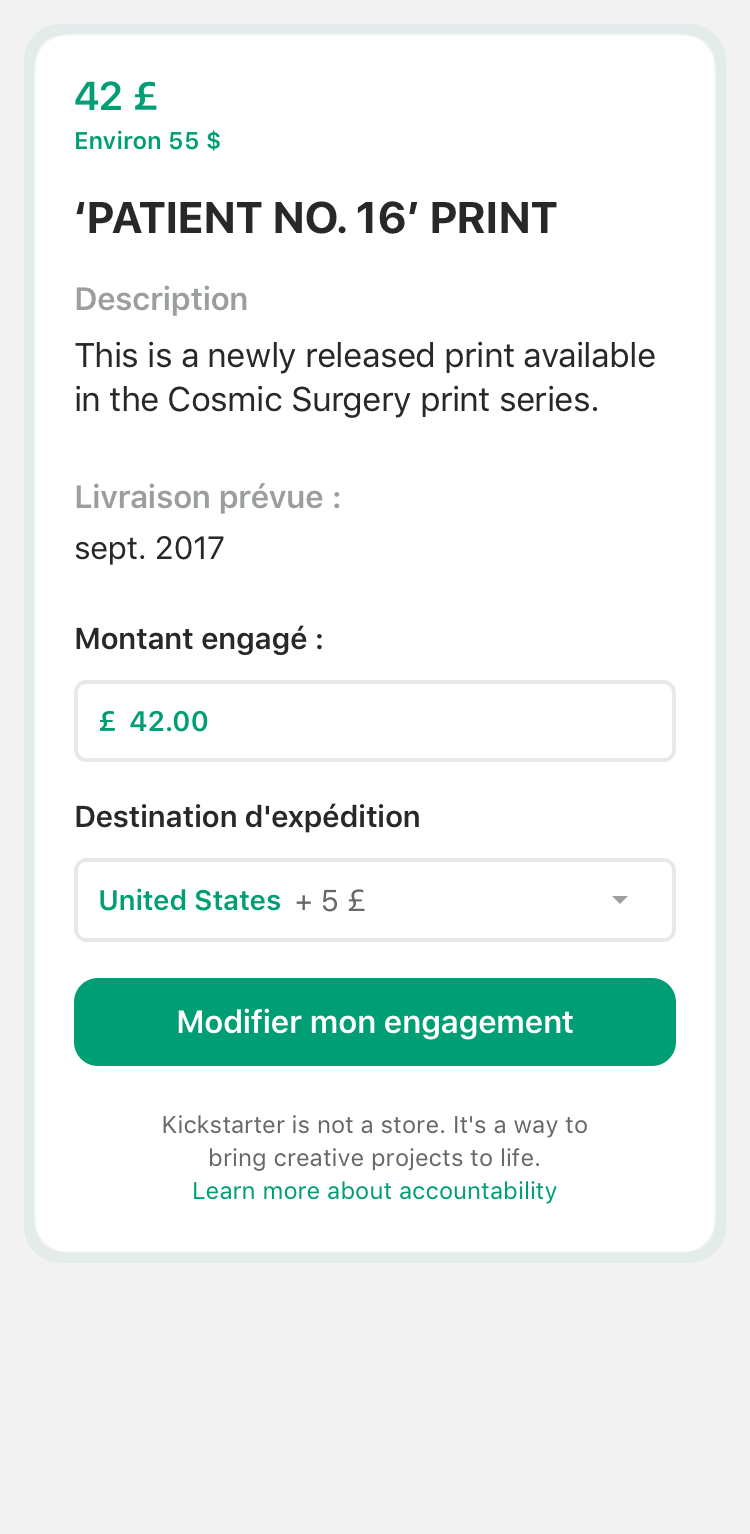 42 £
Environ 55 $
‘PATIENT NO. 16’ PRINT
Description
This is a newly released print available
in the Cosmic Surgery print series.
Livraison prévue :
sept. 2017
Montant engagé :
£ 42.00
Destination d'expédition
United States + 5 £
Modifier mon engagement
Kickstarter is not a store. It's a way to
bring creative projects to life.
Learn more about accountability